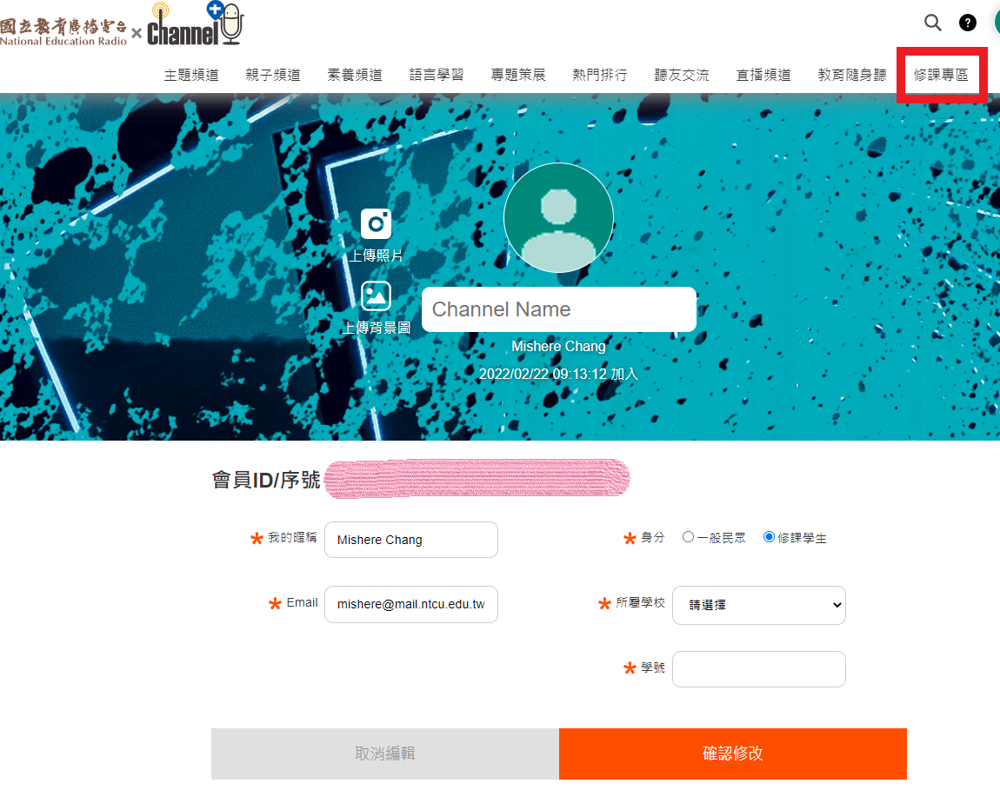 國立教育廣播電台
National Education Radio × Channel+
?
主題頻道 親子頻道 素養頻道 語言學習 專題策展 熱門排行 聽友交流 直播頻道 教育隨身聽 修課專區
上傳照片
上傳背景圖
Channel Name
Mishere Chang
2022/02/22 09:13:12 加入
會員ID/序號
* 我的暱稱 Mishere Chang * 身分 一般民眾 修課學生
* Email mishere@mail.ntcu.edu.tw * 所屬學校 請選擇
* 學號
取消編輯 確認修改